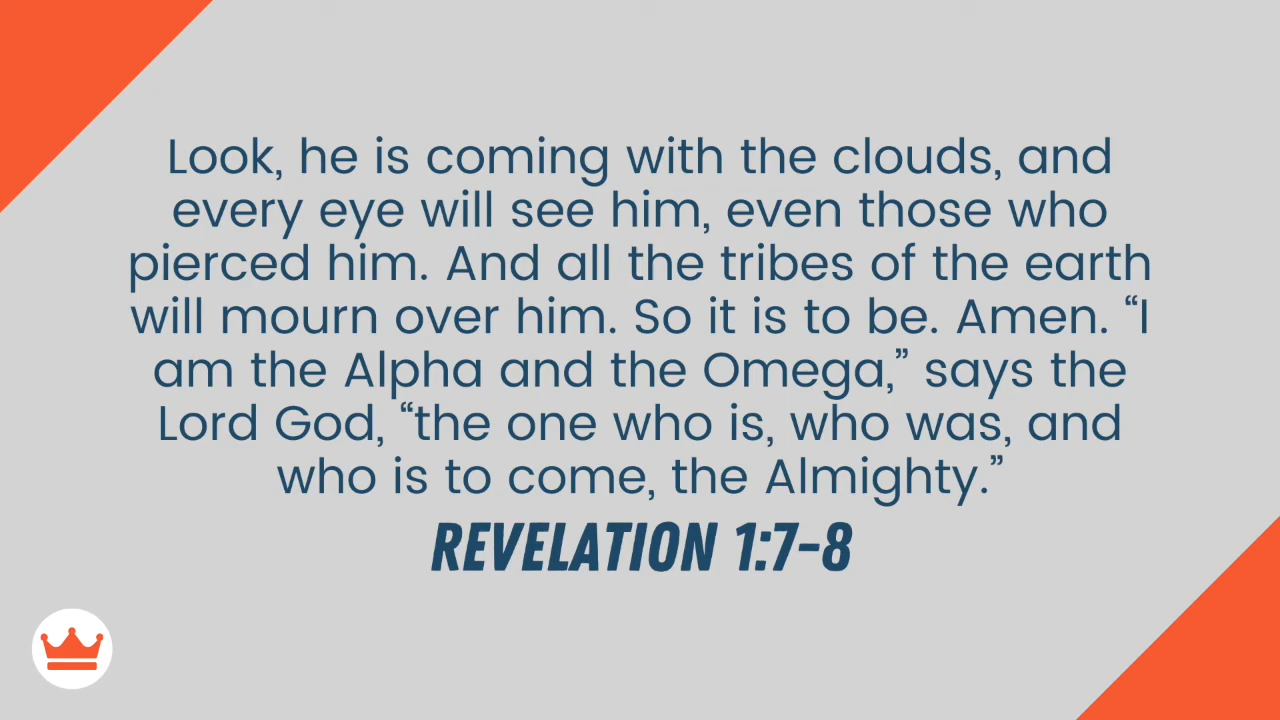 Look, he is coming with the clouds, and
every eye will see him, even those who
pierced him. And all the tribes of the earth
will mourn over him. So it is to be. Amen. “I
am the Alpha and the Omega,” says the
Lord God, “the one who is, who was, and
who is to come, the Almighty.”
REVELATION 1:7-8